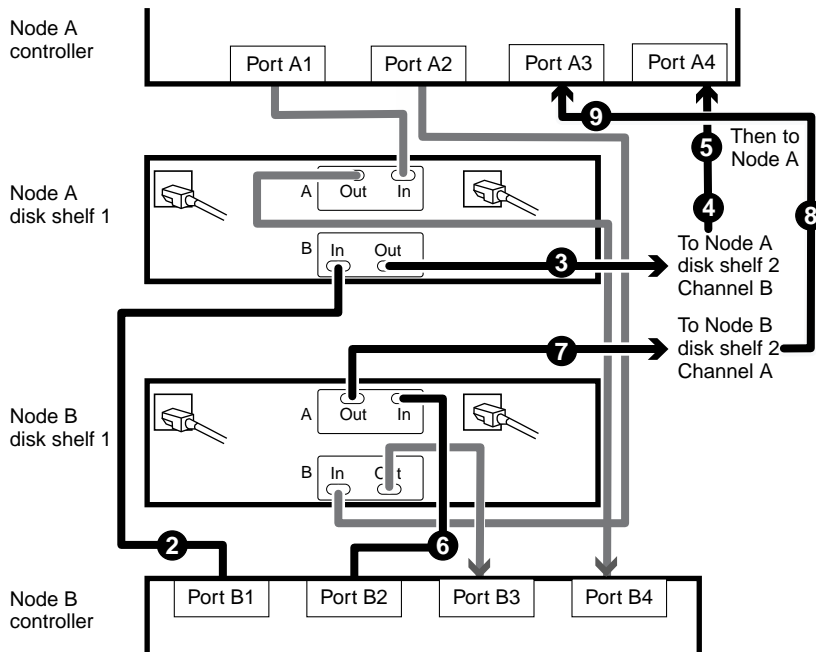 Node A
controller
Port A1
Port A2
Port A3
Port A4
9
5
Then to
Node A
Node A
disk shelf 1
A
Out
In
4
8
B
In
Out
3
To Node A
disk shelf 2
Channel B
To Node B
disk shelf 2
Channel A
7
Node B
disk shelf 1
A
Out
In
B
In
2
6
Node B
controller
Port B1
Port B2
Port B3
Port B4